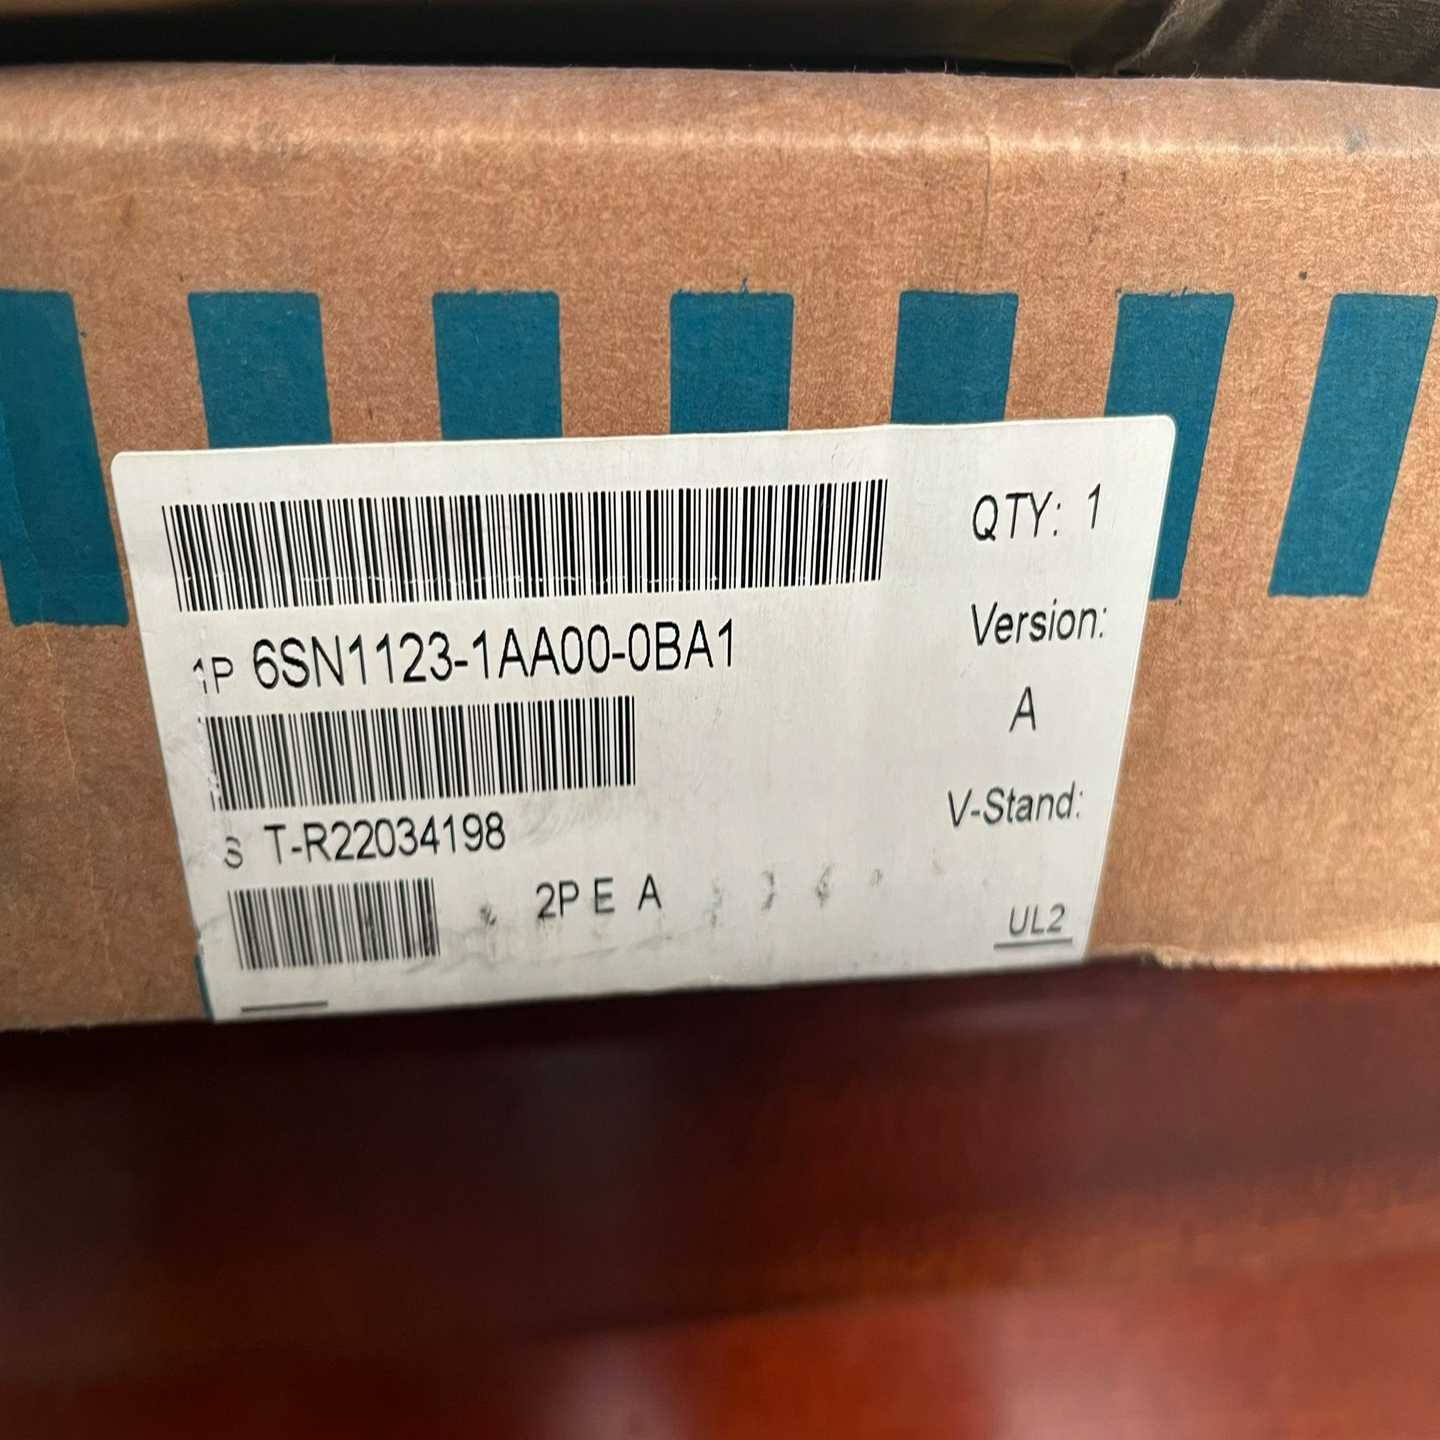 QTY: 1
1P 6SN1123-1AA00-0BA1
Version:
A
S T-R22034198
V-Stand:
2P E A
UL2